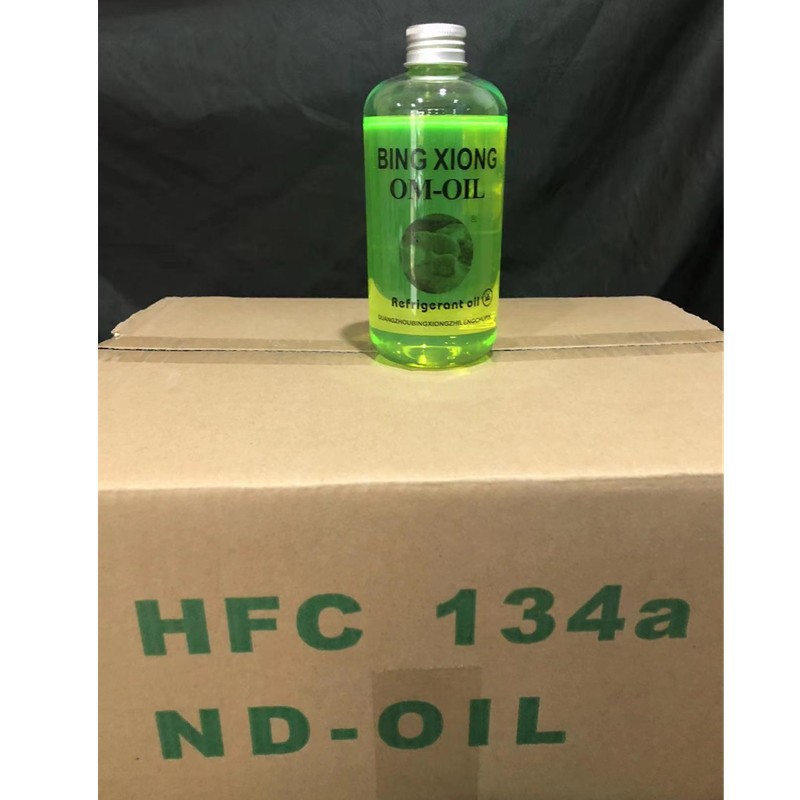 BING XIONG
OM-OIL
Refrigerant oil
HFC 134a
ND-OIL